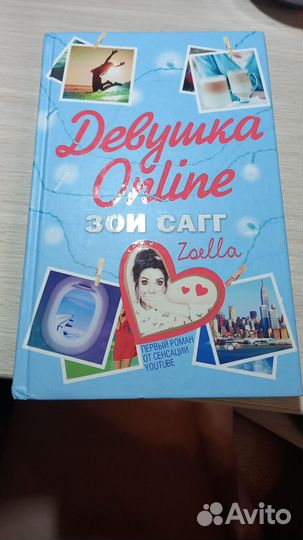 Девушка
Online
ЗОИ САГГ
Zoella
ПЕРВЫЙ РОМАН
ОТ СЕНСАЦИИ
YOUTUBE
Avito